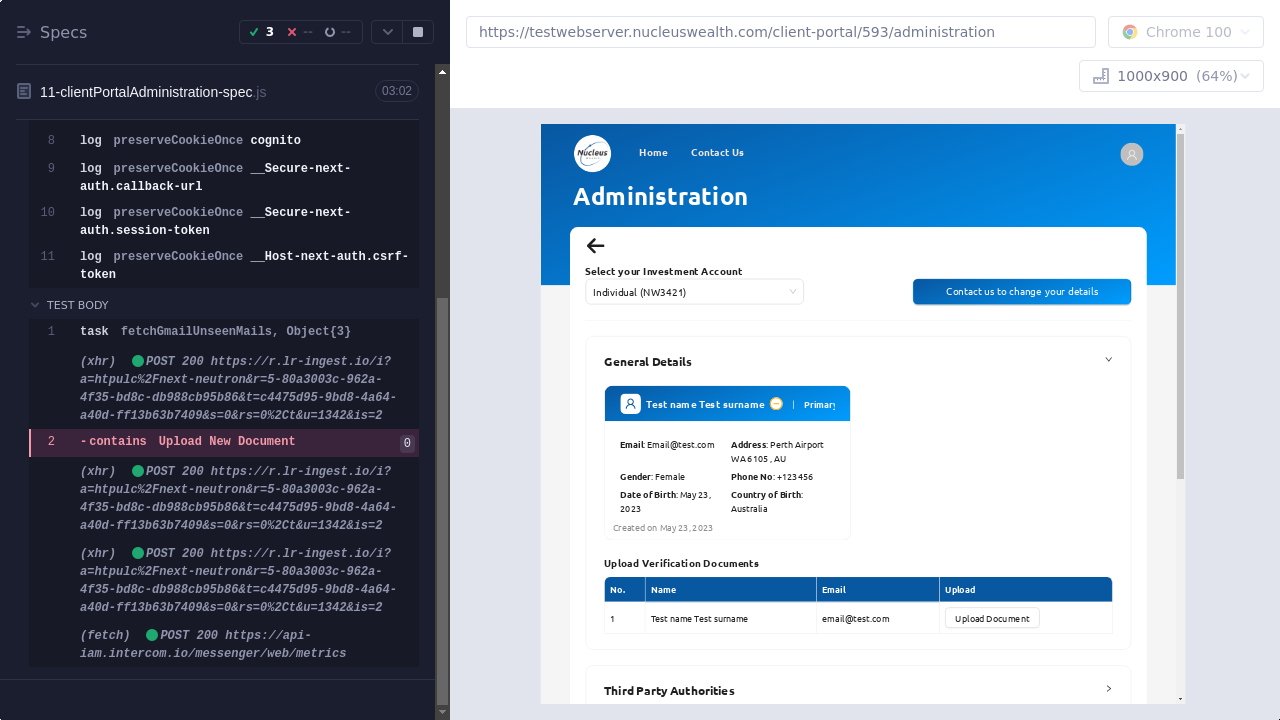 Specs
3
--
--
11-clientPortalAdministration-spec.js
03:02
8 log preserveCookieOnce cognito
9 log preserveCookieOnce __Secure-next-
auth.callback-url
10 log preserveCookieOnce __Secure-next-
auth.session-token
11 log preserveCookieOnce __Host-next-auth.csrf-
token
TEST BODY
1 task fetchGmailUnseenMails, Object{3}
(xhr) POST 200 https://r.lr-ingest.io/i?
a=htpulc%2Fnext-neutron&r=5-80a3003c-962a-
4f35-bd8c-db988cb95b86&t=c4475d95-9bd8-4a64-
a40d-ff13b63b7409&s=0&rs=0%2Ct&u=1342&is=2
2 -contains Upload New Document 0
(xhr) POST 200 https://r.lr-ingest.io/i?
a=htpulc%2Fnext-neutron&r=5-80a3003c-962a-
4f35-bd8c-db988cb95b86&t=c4475d95-9bd8-4a64-
a40d-ff13b63b7409&s=0&rs=0%2Ct&u=1342&is=2
(xhr) POST 200 https://r.lr-ingest.io/i?
a=htpulc%2Fnext-neutron&r=5-80a3003c-962a-
4f35-bd8c-db988cb95b86&t=c4475d95-9bd8-4a64-
a40d-ff13b63b7409&s=0&rs=0%2Ct&u=1342&is=2
(fetch) POST 200 https://api-
iam.intercom.io/messenger/web/metrics
https://testwebserver.nucleuswealth.com/client-portal/593/administration
Chrome 100
1000x900 (64%)
Nucleus
Home
Contact Us
Administration
Select your Investment Account
Individual (NW3421)
Contact us to change your details
General Details
Test name Test surname | Primary
Email: Email@test.com
Address: Perth Airport
WA 6105 , AU
Gender: Female
Phone No: +123456
Date of Birth: May 23,
2023
Country of Birth:
Australia
Created on May 23, 2023
Upload Verification Documents
No. Name Email Upload
1 Test name Test surname email@test.com Upload Document
Third Party Authorities